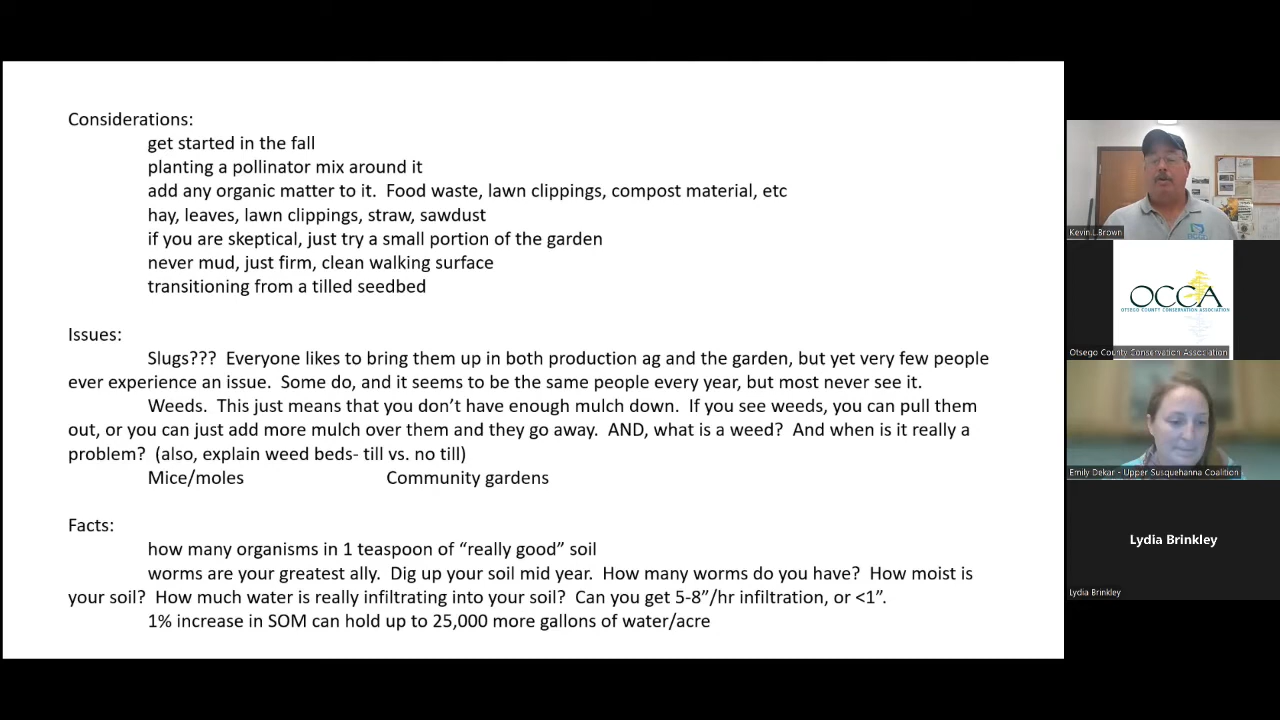 Considerations:
get started in the fall
planting a pollinator mix around it
add any organic matter to it.  Food waste, lawn clippings, compost material, etc
hay, leaves, lawn clippings, straw, sawdust
if you are skeptical, just try a small portion of the garden
never mud, just firm, clean walking surface
transitioning from a tilled seedbed
Issues:
Slugs???  Everyone likes to bring them up in both production ag and the garden, but yet very few people
ever experience an issue.  Some do, and it seems to be the same people every year, but most never see it.
Weeds.  This just means that you don’t have enough mulch down.  If you see weeds, you can pull them
out, or you can just add more mulch over them and they go away.  AND, what is a weed?  And when is it really a
problem?  (also, explain weed beds- till vs. no till)
Mice/moles Community gardens
Facts:
how many organisms in 1 teaspoon of “really good” soil
worms are your greatest ally.  Dig up your soil mid year.  How many worms do you have?  How moist is
your soil?  How much water is really infiltrating into your soil?  Can you get 5-8”/hr infiltration, or <1”.
1% increase in SOM can hold up to 25,000 more gallons of water/acre
Kevin L Brown
OCCA
OTSEGO COUNTY CONSERVATION ASSOCIATION
Otsego County Conservation Association
Emily Dekar - Upper Susquehanna Coalition
Lydia Brinkley
Lydia Brinkley